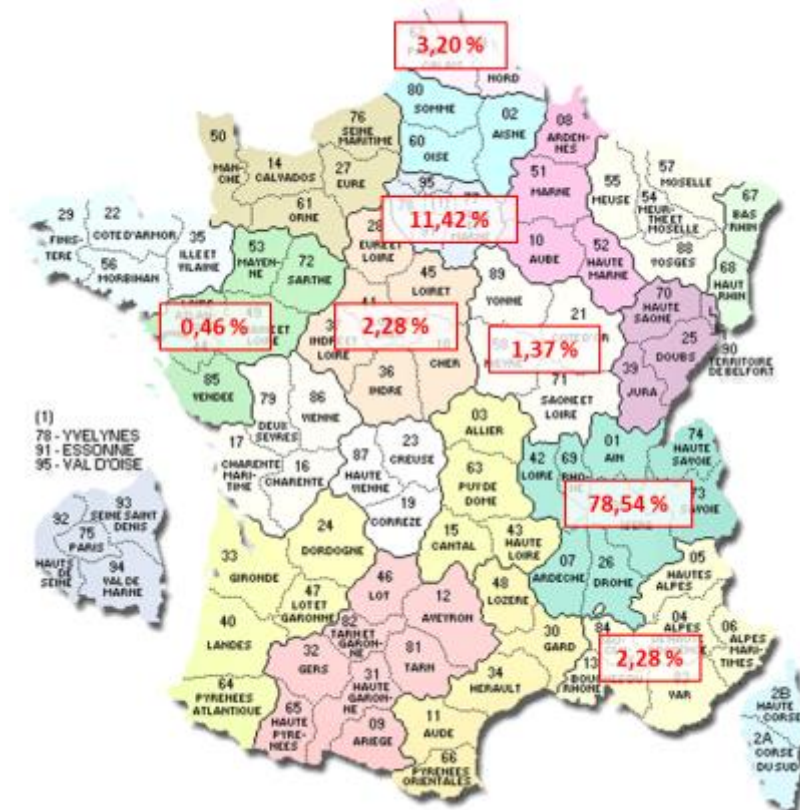 3,20 %
NORD
80
SOMME
02
AISNE
60
OISE
08
ARDEN-
NES
76
SEINE
MARITIME
50
MAN-
CHE
14
CALVADOS
27
EURE
61
ORNE
95
11,42 %
51
MARNE
10
AUBE
52
HAUTE
MARNE
55
MEUSE
54
MEUR-
THE ET
MOSELLE
57
MOSELLE
88
VOSGES
67
BAS
RHIN
68
HAUT
RHIN
29
FINIS-
TERE
22
COTE D'ARMOR
56
MORBIHAN
35
ILLE ET
VILAINE
53
MAYEN-
NE
72
SARTHE
0,46 %
85
VENDEE
28
EURE ET
LOIRE
45
LOIRET
2,28 %
INDRE ET
LOIRE
CHER
36
INDRE
89
YONNE
21
1,37 %
71
SAONE ET
LOIRE
70
HAUTE
SAONE
25
DOUBS
39
JURA
90
TERRITOIRE
DE BELFORT
79
DEUX
SEVRES
86
VIENNE
17
CHARENTE
MARI-
TIME
16
CHARENTE
87
HAUTE
VIENNE
23
CREUSE
19
CORREZE
03
ALLIER
63
PUY DE
DOME
15
CANTAL
43
HAUTE
LOIRE
42
LOIRE
69
01
AIN
74
HAUTE
SAVOIE
78,54 %
73
SAVOIE
07
ARDECHE
26
DROME
(1)
78 - YVELYNES
91 - ESSONNE
95 - VAL D'OISE
92
HAUTS
DE
SEINE
93
SEINE SAINT
DENIS
75
PARIS
94
VAL DE
MARNE
24
DORDOGNE
33
GIRONDE
47
LOT ET
GARONNE
40
LANDES
64
PYRENEES
ATLANTIQUE
46
LOT
12
AVEYRON
82
TARN ET
GARON-
NE
32
GERS
81
TARN
31
HAUTE
GARON-
NE
65
HAUTE
PYRE-
NEES
09
ARIEGE
48
LOZERE
30
GARD
34
HERAULT
11
AUDE
66
PYRENEES
ORIENTALES
05
HAUTES
ALPES
04
ALPES
06
ALPES
MARI-
TIMES
84
13
RHONE
2,28 %
VAR
2B
HAUTE
CORSE
2A
CORSE
DU SUD